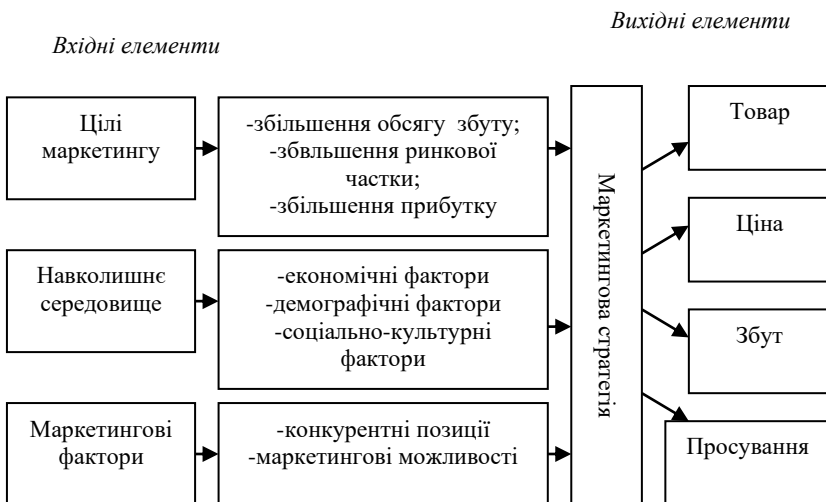 Вихідні елементи
Вхідні елементи
Цілі
маркетингу
-збільшення обсягу збуту;
-збвльшення ринкової
частки;
-збільшення прибутку
Навколишнє
середовище
-економічні фактори
-демографічні фактори
-соціально-культурні
фактори
Маркетингові
фактори
-конкурентні позиції
-маркетингові можливості
Маркетингова стратегія
Товар
Ціна
Збут
Просування